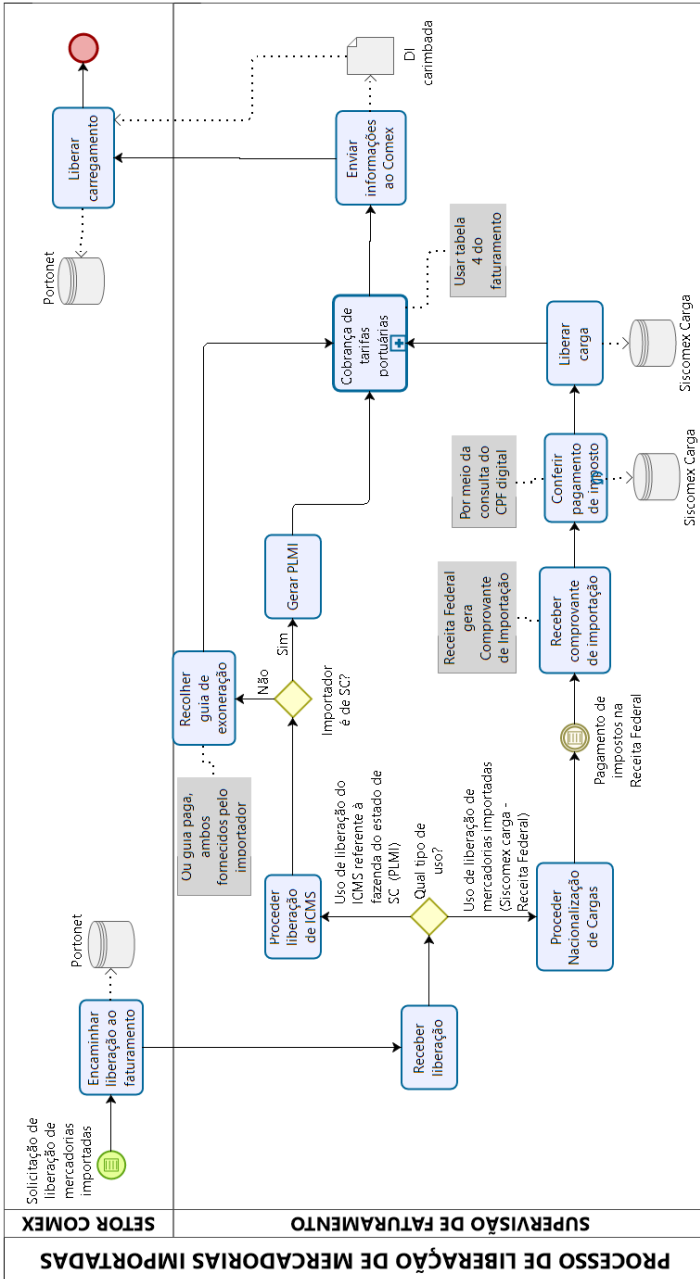 PROCESSO DE LIBERAÇÃO DE MERCADORIAS IMPORTADAS
SETOR COMEX
SUPERVISÃO DE FATURAMENTO
Solicitação de
liberação de
mercadorias
importadas
Encaminhar
liberação ao
faturamento
Portonet
Receber
liberação
Qual tipo de
uso?
Uso de liberação do
ICMS referente à
fazenda do estado de
SC (PLMI)
Uso de liberação de
mercadorias importadas
(Siscomex carga -
Receita Federal)
Proceder
liberação
de ICMS
Importador
é de SC?
Não
Sim
Recolher
guia de
exoneração
Ou guia paga,
ambos
fornecidos pelo
importador
Gerar PLMI
Proceder
Nacionalização
de Cargas
Pagamento de
impostos na
Receita Federal
Receber
comprovante
de importação
Receita Federal
gera
Comprovante
de Importação
Conferir
pagamento
de imposto
Por meio da
consulta do
CPF digital
Siscomex Carga
Liberar
carga
Siscomex Carga
Cobrança de
tarifas
portuárias
Usar tabela
4 do
faturamento
Enviar
informações
ao Comex
DI
carimbada
Liberar
carregamento
Portonet